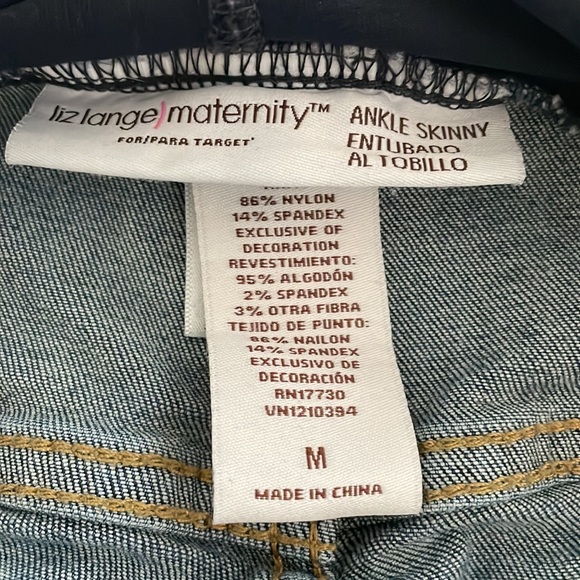 liz lange)maternity™
FOR/PARA TARGET*
ANKLE SKINNY
ENTUBADO
AL TOBILLO
86% NYLON
14% SPANDEX
EXCLUSIVE OF
DECORATION
REVESTIMIENTO:
95% ALGODÓN
2% SPANDEX
3% OTRA FIBRA
TEJIDO DE PUNTO:
86% NAILON
14% SPANDEX
EXCLUSIVO DE
DECORACIÓN
RN17730
VN1210394
M
MADE IN CHINA